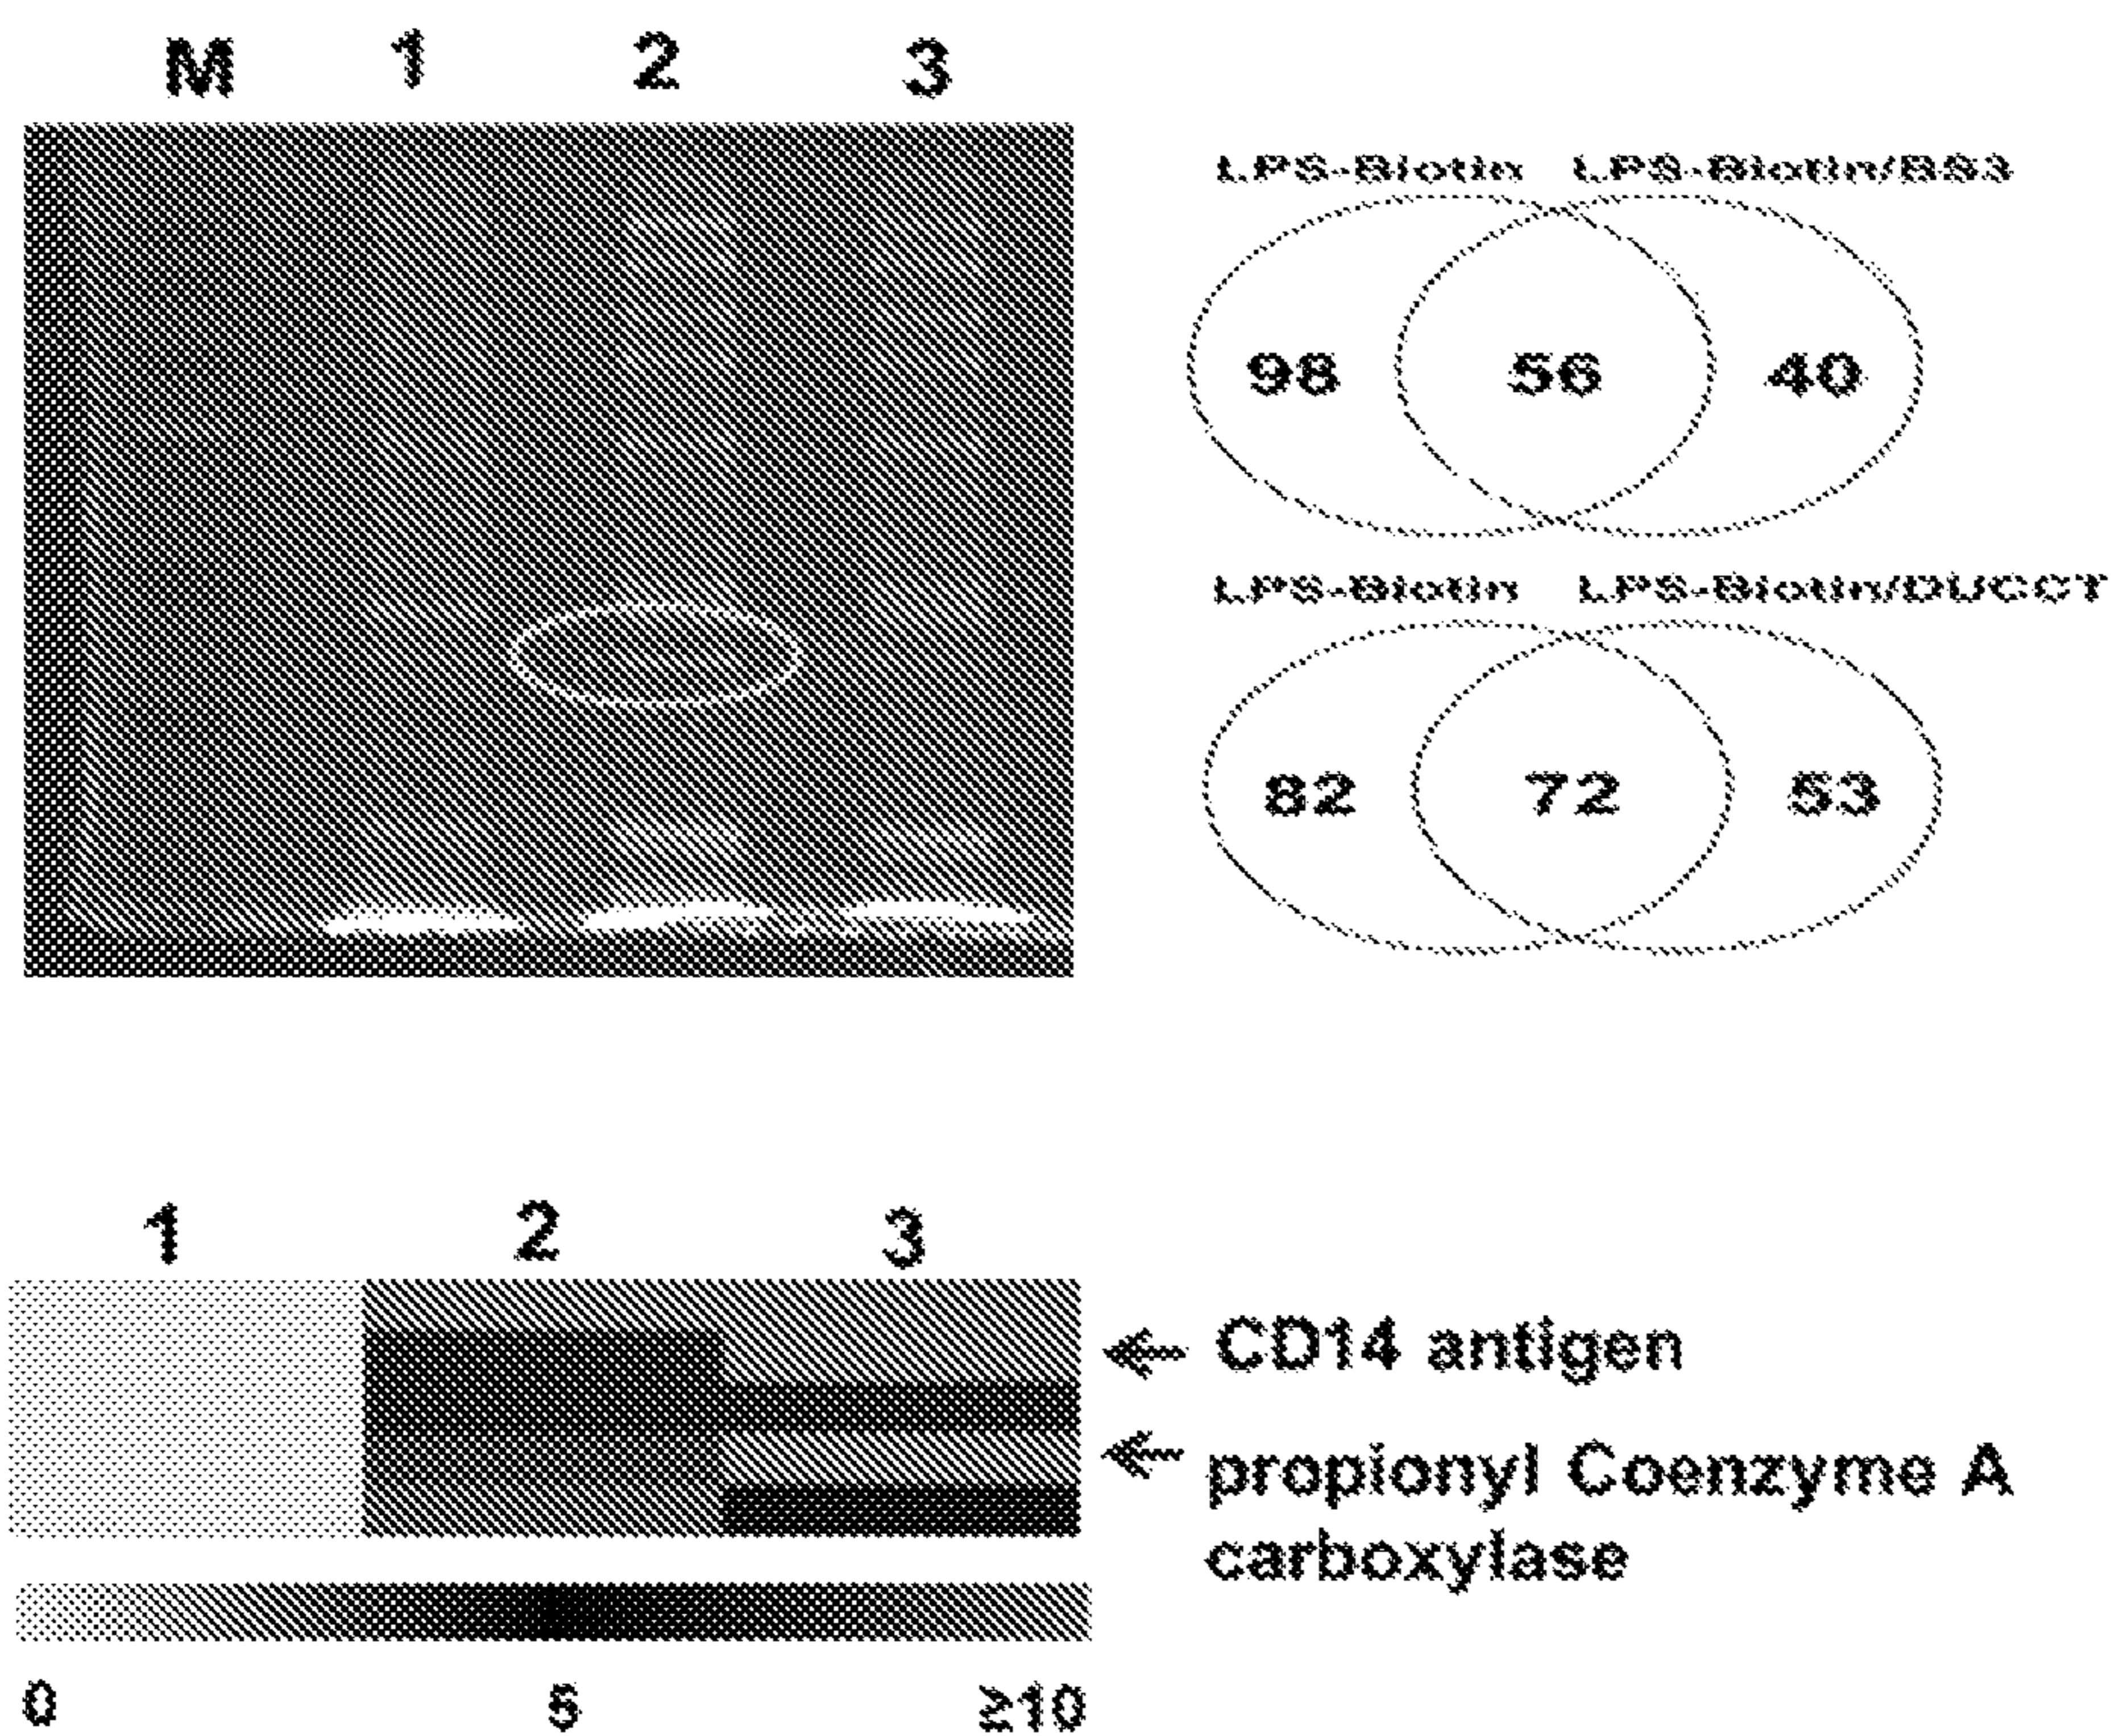 M 1 2 3
LPS-Biotin LPS-Biotin/BS3
98 56 40
LPS-Biotin LPS-Biotin/DUCCT
82 72 53
1 2 3
← CD14 antigen
← propionyl Coenzyme A
carboxylase
0 5 ≥10